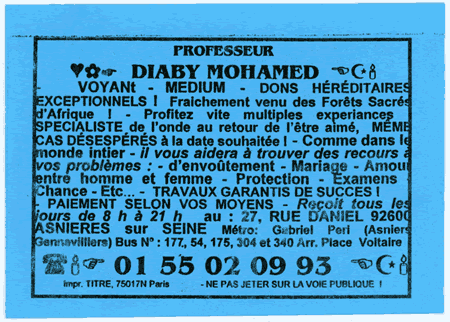 PROFESSEUR
♥✿☞ DIABY MOHAMED ☜☪🕯
- VOYANt - MEDIUM - DONS HÉRÉDITAIRES
EXCEPTIONNELS ! Fraichement venu des Forêts Sacrés
d'Afrique ! - Profitez vite multiples experiances
SPECIALISTE de l'onde au retour de l'être aimé, MÊME
CAS DÉSESPÉRÉS à la date souhaitée ! - Comme dans le
monde intier - il vous aidera à trouver des recours à
vos problèmes : - d'envoûtement - Mariage - Amour
entre homme et femme - Protection - Examens
Chance - Etc... - TRAVAUX GARANTIS DE SUCCES !
- PAIEMENT SELON VOS MOYENS - Reçoit tous les
jours de 8 h à 21 h au : 27, RUE DANIEL 92600
ASNIERES sur SEINE Métro: Gabriel Peri (Asnières
Gennavilliers) Bus N° : 177, 54, 175, 304 et 340 Arr. Place Voltaire
☎🕯☞ 01 55 02 09 93 ☜☪🕯
impr. TITRE, 75017N Paris - NE PAS JETER SUR LA VOIE PUBLIQUE !